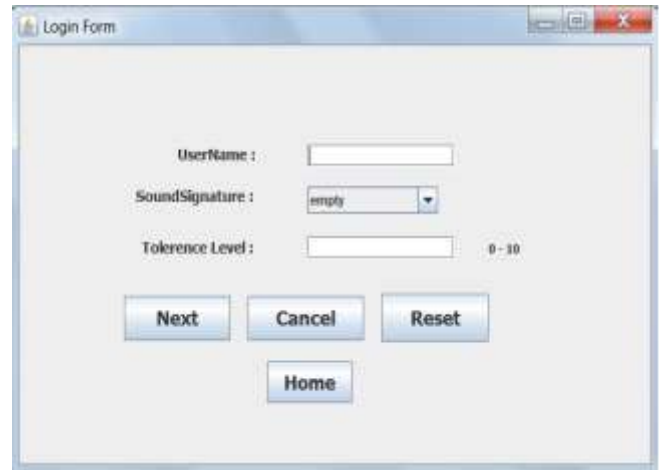 Login Form
UserName :
SoundSignature : empty
Tolerence Level : 0 - 10
Next Cancel Reset
Home